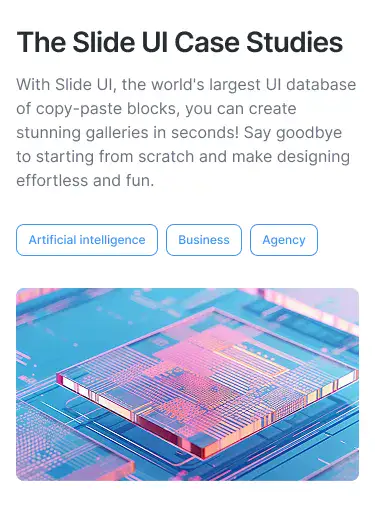 The Slide UI Case Studies
With Slide UI, the world's largest UI database
of copy-paste blocks, you can create
stunning galleries in seconds! Say goodbye
to starting from scratch and make designing
effortless and fun.
Artificial intelligence Business Agency